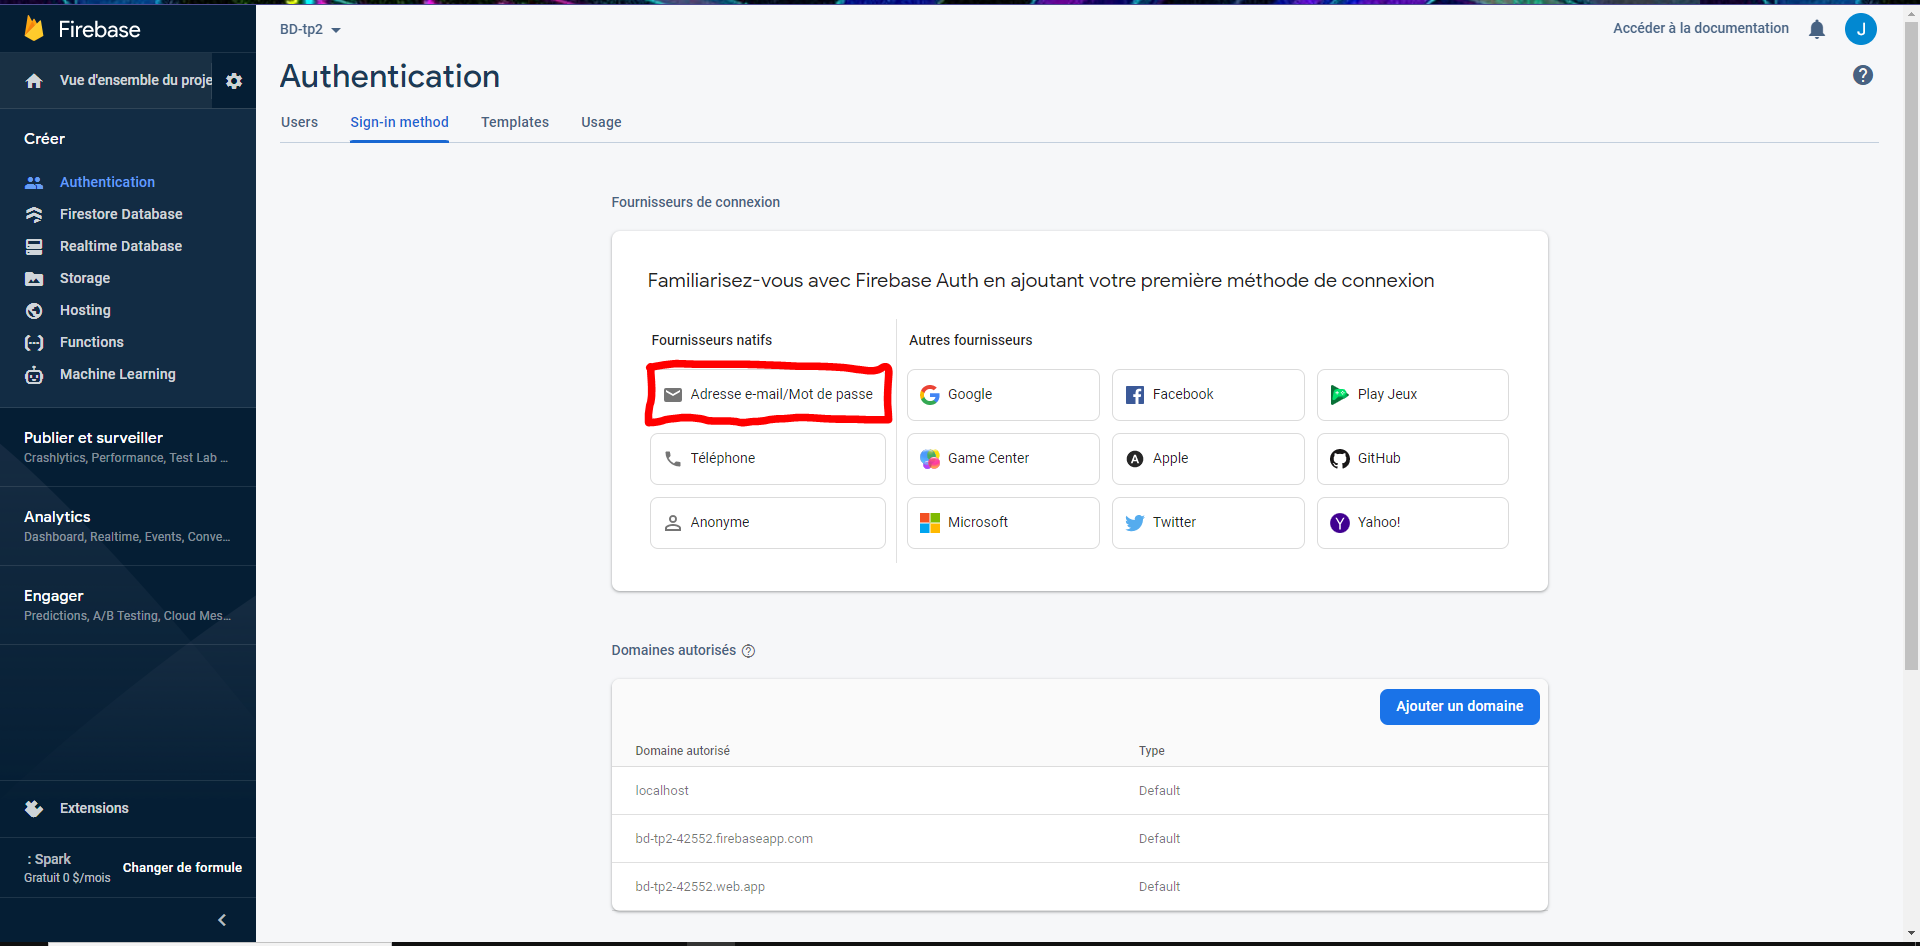 Firebase
Vue d'ensemble du proje
Créer
Authentication
Firestore Database
Realtime Database
Storage
Hosting
Functions
Machine Learning
Publier et surveiller
Crashlytics, Performance, Test Lab ...
Analytics
Dashboard, Realtime, Events, Conve...
Engager
Predictions, A/B Testing, Cloud Mes...
Extensions
: Spark
Gratuit 0 $/mois
Changer de formule
BD-tp2
Accéder à la documentation
J
Authentication
?
Users Sign-in method Templates Usage
Fournisseurs de connexion
Familiarisez-vous avec Firebase Auth en ajoutant votre première méthode de connexion
Fournisseurs natifs
Adresse e-mail/Mot de passe
Téléphone
Anonyme
Autres fournisseurs
Google Facebook Play Jeux
Game Center Apple GitHub
Microsoft Twitter Yahoo!
Domaines autorisés ?
Ajouter un domaine
Domaine autorisé Type
localhost Default
bd-tp2-42552.firebaseapp.com Default
bd-tp2-42552.web.app Default